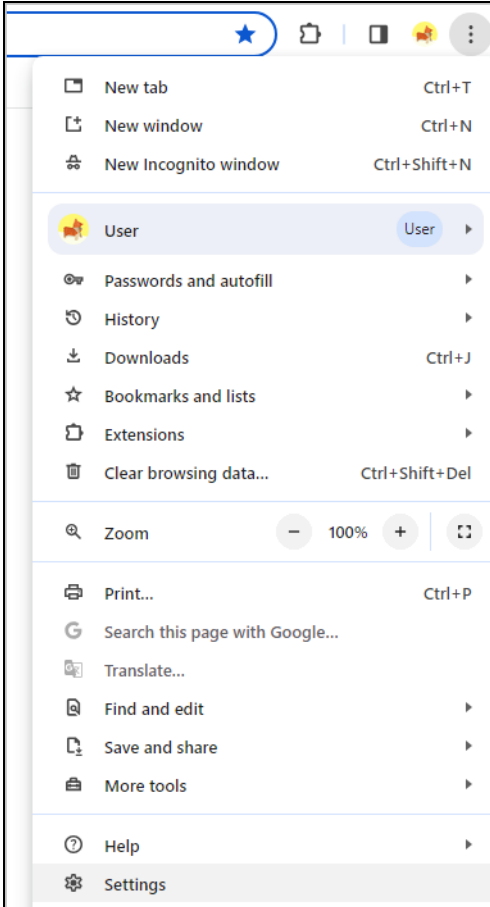 New tab Ctrl+T
New window Ctrl+N
New Incognito window Ctrl+Shift+N
User User
Passwords and autofill
History
Downloads Ctrl+J
Bookmarks and lists
Extensions
Clear browsing data... Ctrl+Shift+Del
Zoom − 100% +
Print... Ctrl+P
Search this page with Google...
Translate...
Find and edit
Save and share
More tools
Help
Settings